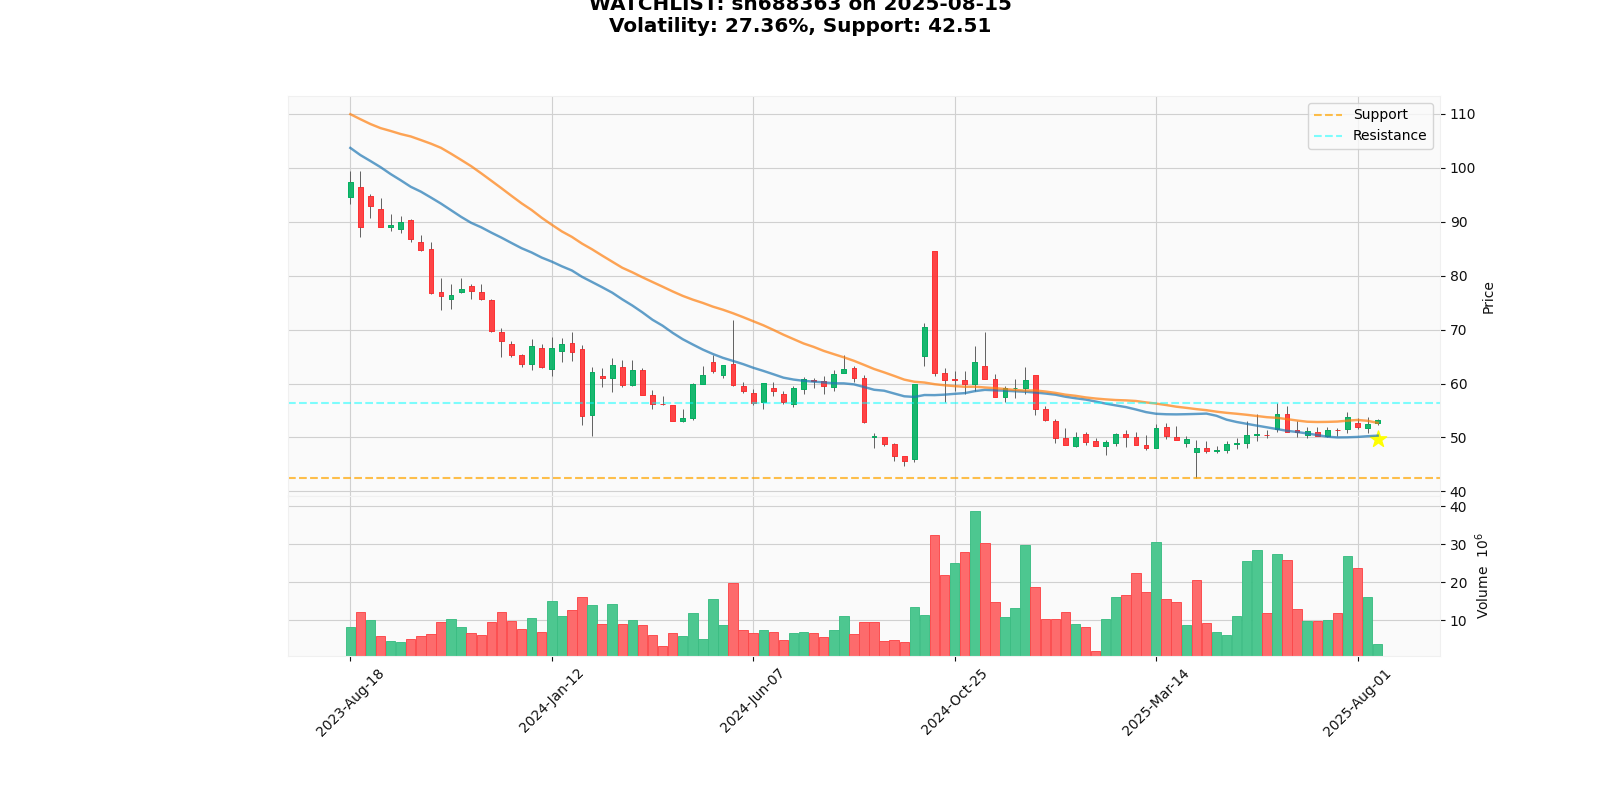 WATCHLIST: sh688363 on 2025-08-15
Volatility: 27.36%, Support: 42.51
Support
Resistance
110
100
90
80
70
60
50
40
Price
40
30
20
10
Volume 10^6
2023-Aug-18
2024-Jan-12
2024-Jun-07
2024-Oct-25
2025-Mar-14
2025-Aug-01